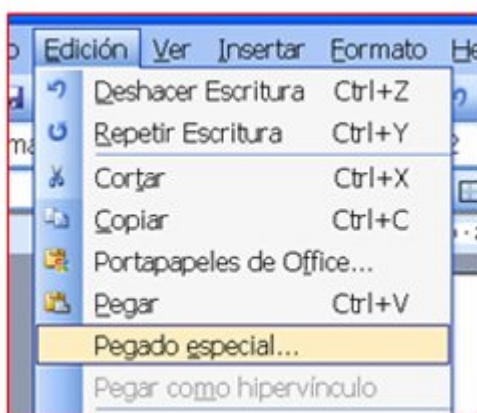 Edición Ver Insertar Formato
Deshacer Escritura Ctrl+Z
Repetir Escritura Ctrl+Y
Cortar Ctrl+X
Copiar Ctrl+C
Portapapeles de Office...
Pegar Ctrl+V
Pegado especial...
Pegar como hipervínculo